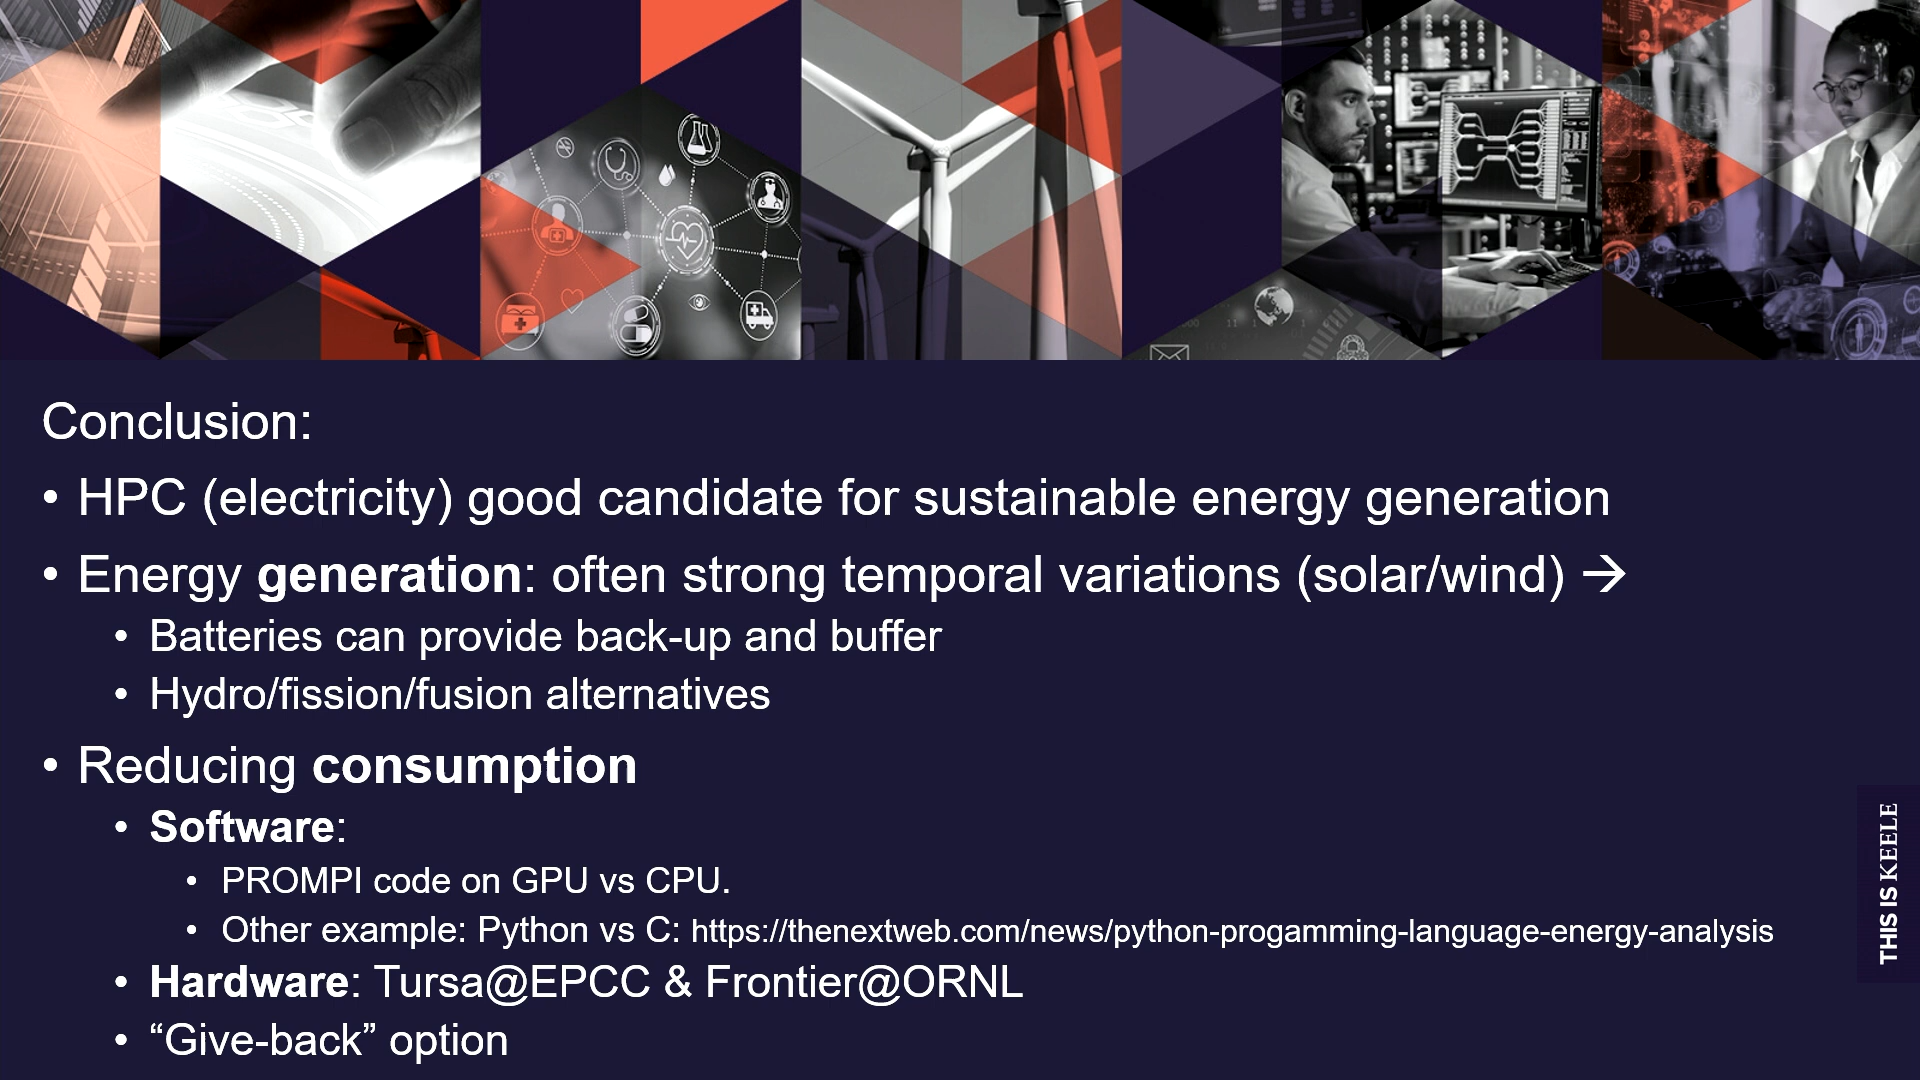 Conclusion:
• HPC (electricity) good candidate for sustainable energy generation
• Energy generation: often strong temporal variations (solar/wind) →
• Batteries can provide back-up and buffer
• Hydro/fission/fusion alternatives
• Reducing consumption
• Software:
• PROMPI code on GPU vs CPU.
• Other example: Python vs C: https://thenextweb.com/news/python-progamming-language-energy-analysis
• Hardware: Tursa@EPCC & Frontier@ORNL
• “Give-back” option
THIS IS KEELE